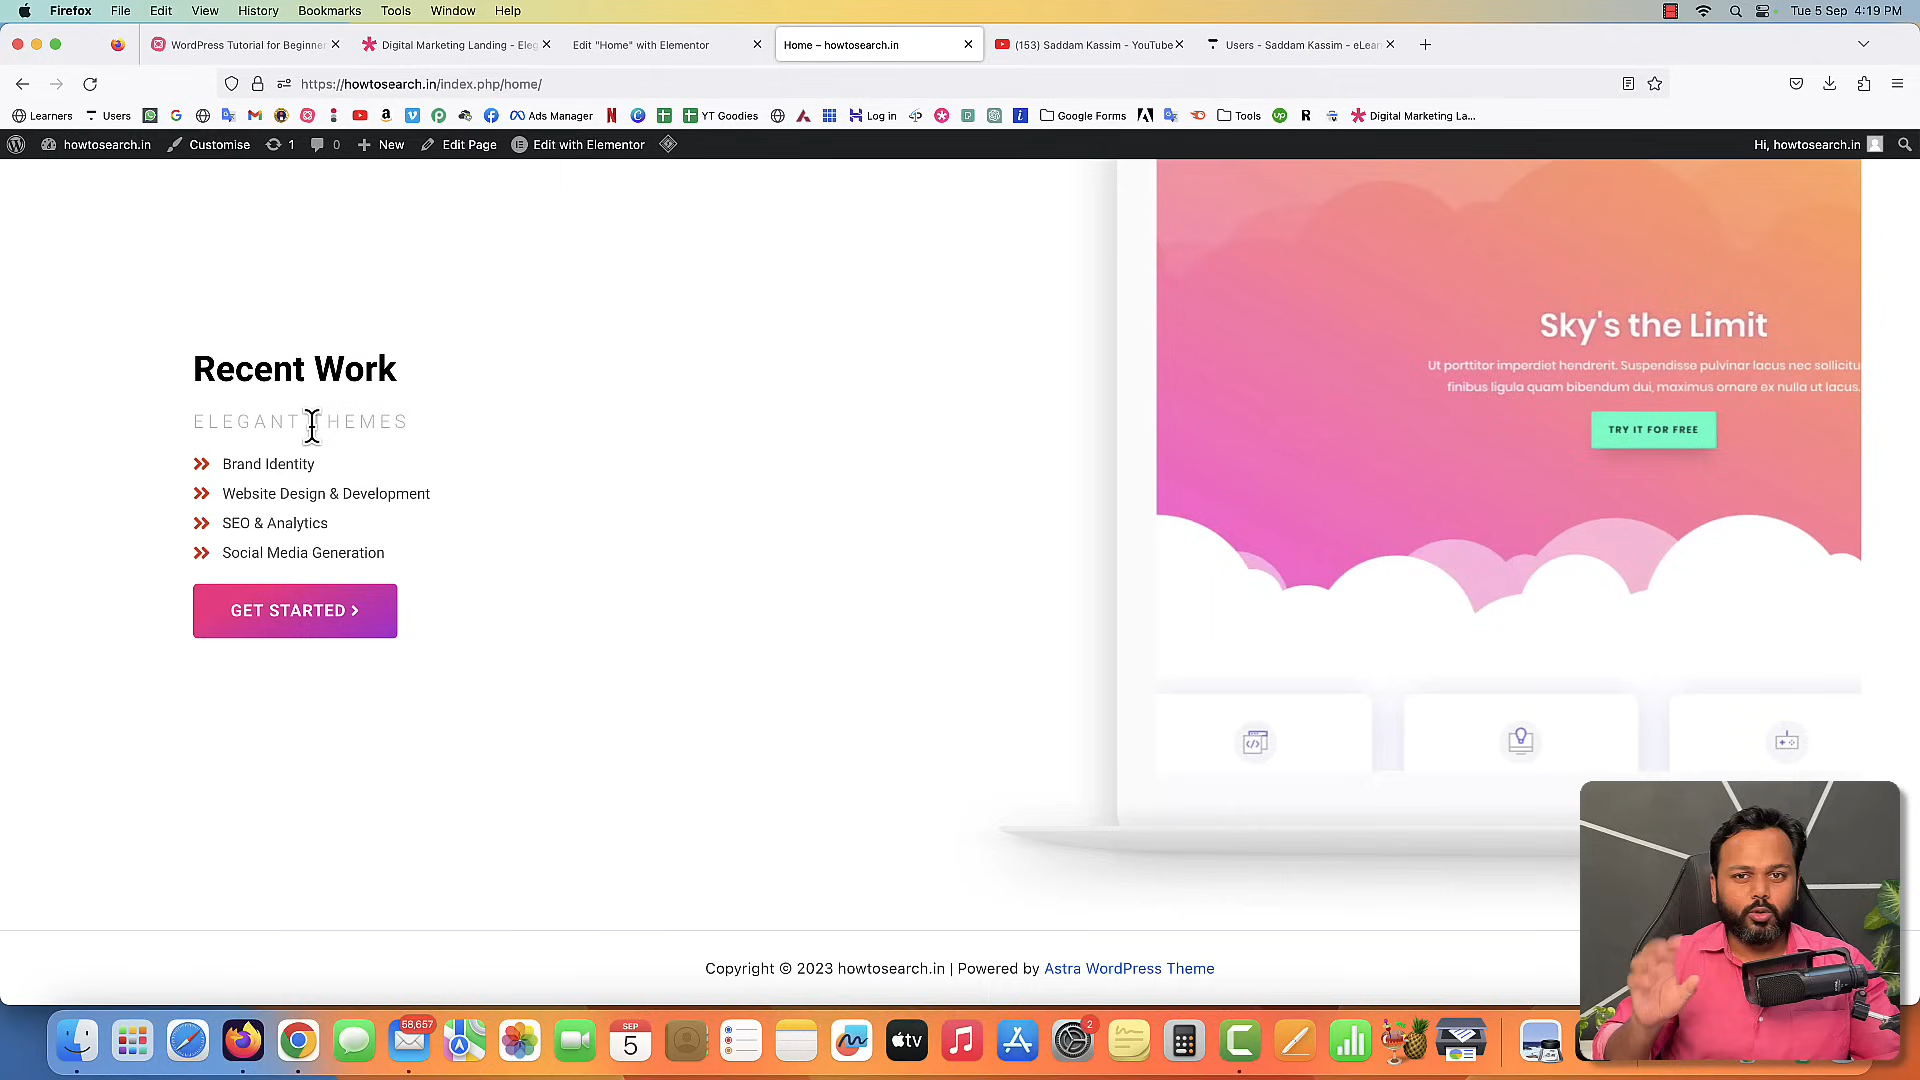 Firefox File Edit View History Bookmarks Tools Window Help Tue 5 Sep 4:19 PM
WordPress Tutorial for Beginner Digital Marketing Landing - Eleg Edit "Home" with Elementor Home – howtosearch.in (153) Saddam Kassim - YouTube Users - Saddam Kassim - eLear
https://howtosearch.in/index.php/home/
Learners Users Ads Manager YT Goodies Log in Google Forms Tools Digital Marketing La...
howtosearch.in Customise 1 0 New Edit Page Edit with Elementor Hi, howtosearch.in
Sky's the Limit
Ut porttitor imperdiet hendrerit. Suspendisse pulvinar lacus nec sollicitu
finibus ligula quam bibendum dui, maximus ornare ex nulla ut lacus.
TRY IT FOR FREE
Recent Work
ELEGANT THEMES
Brand Identity
Website Design & Development
SEO & Analytics
Social Media Generation
GET STARTED >
Copyright © 2023 howtosearch.in | Powered by Astra WordPress Theme
58,657
SEP
5
tv
2